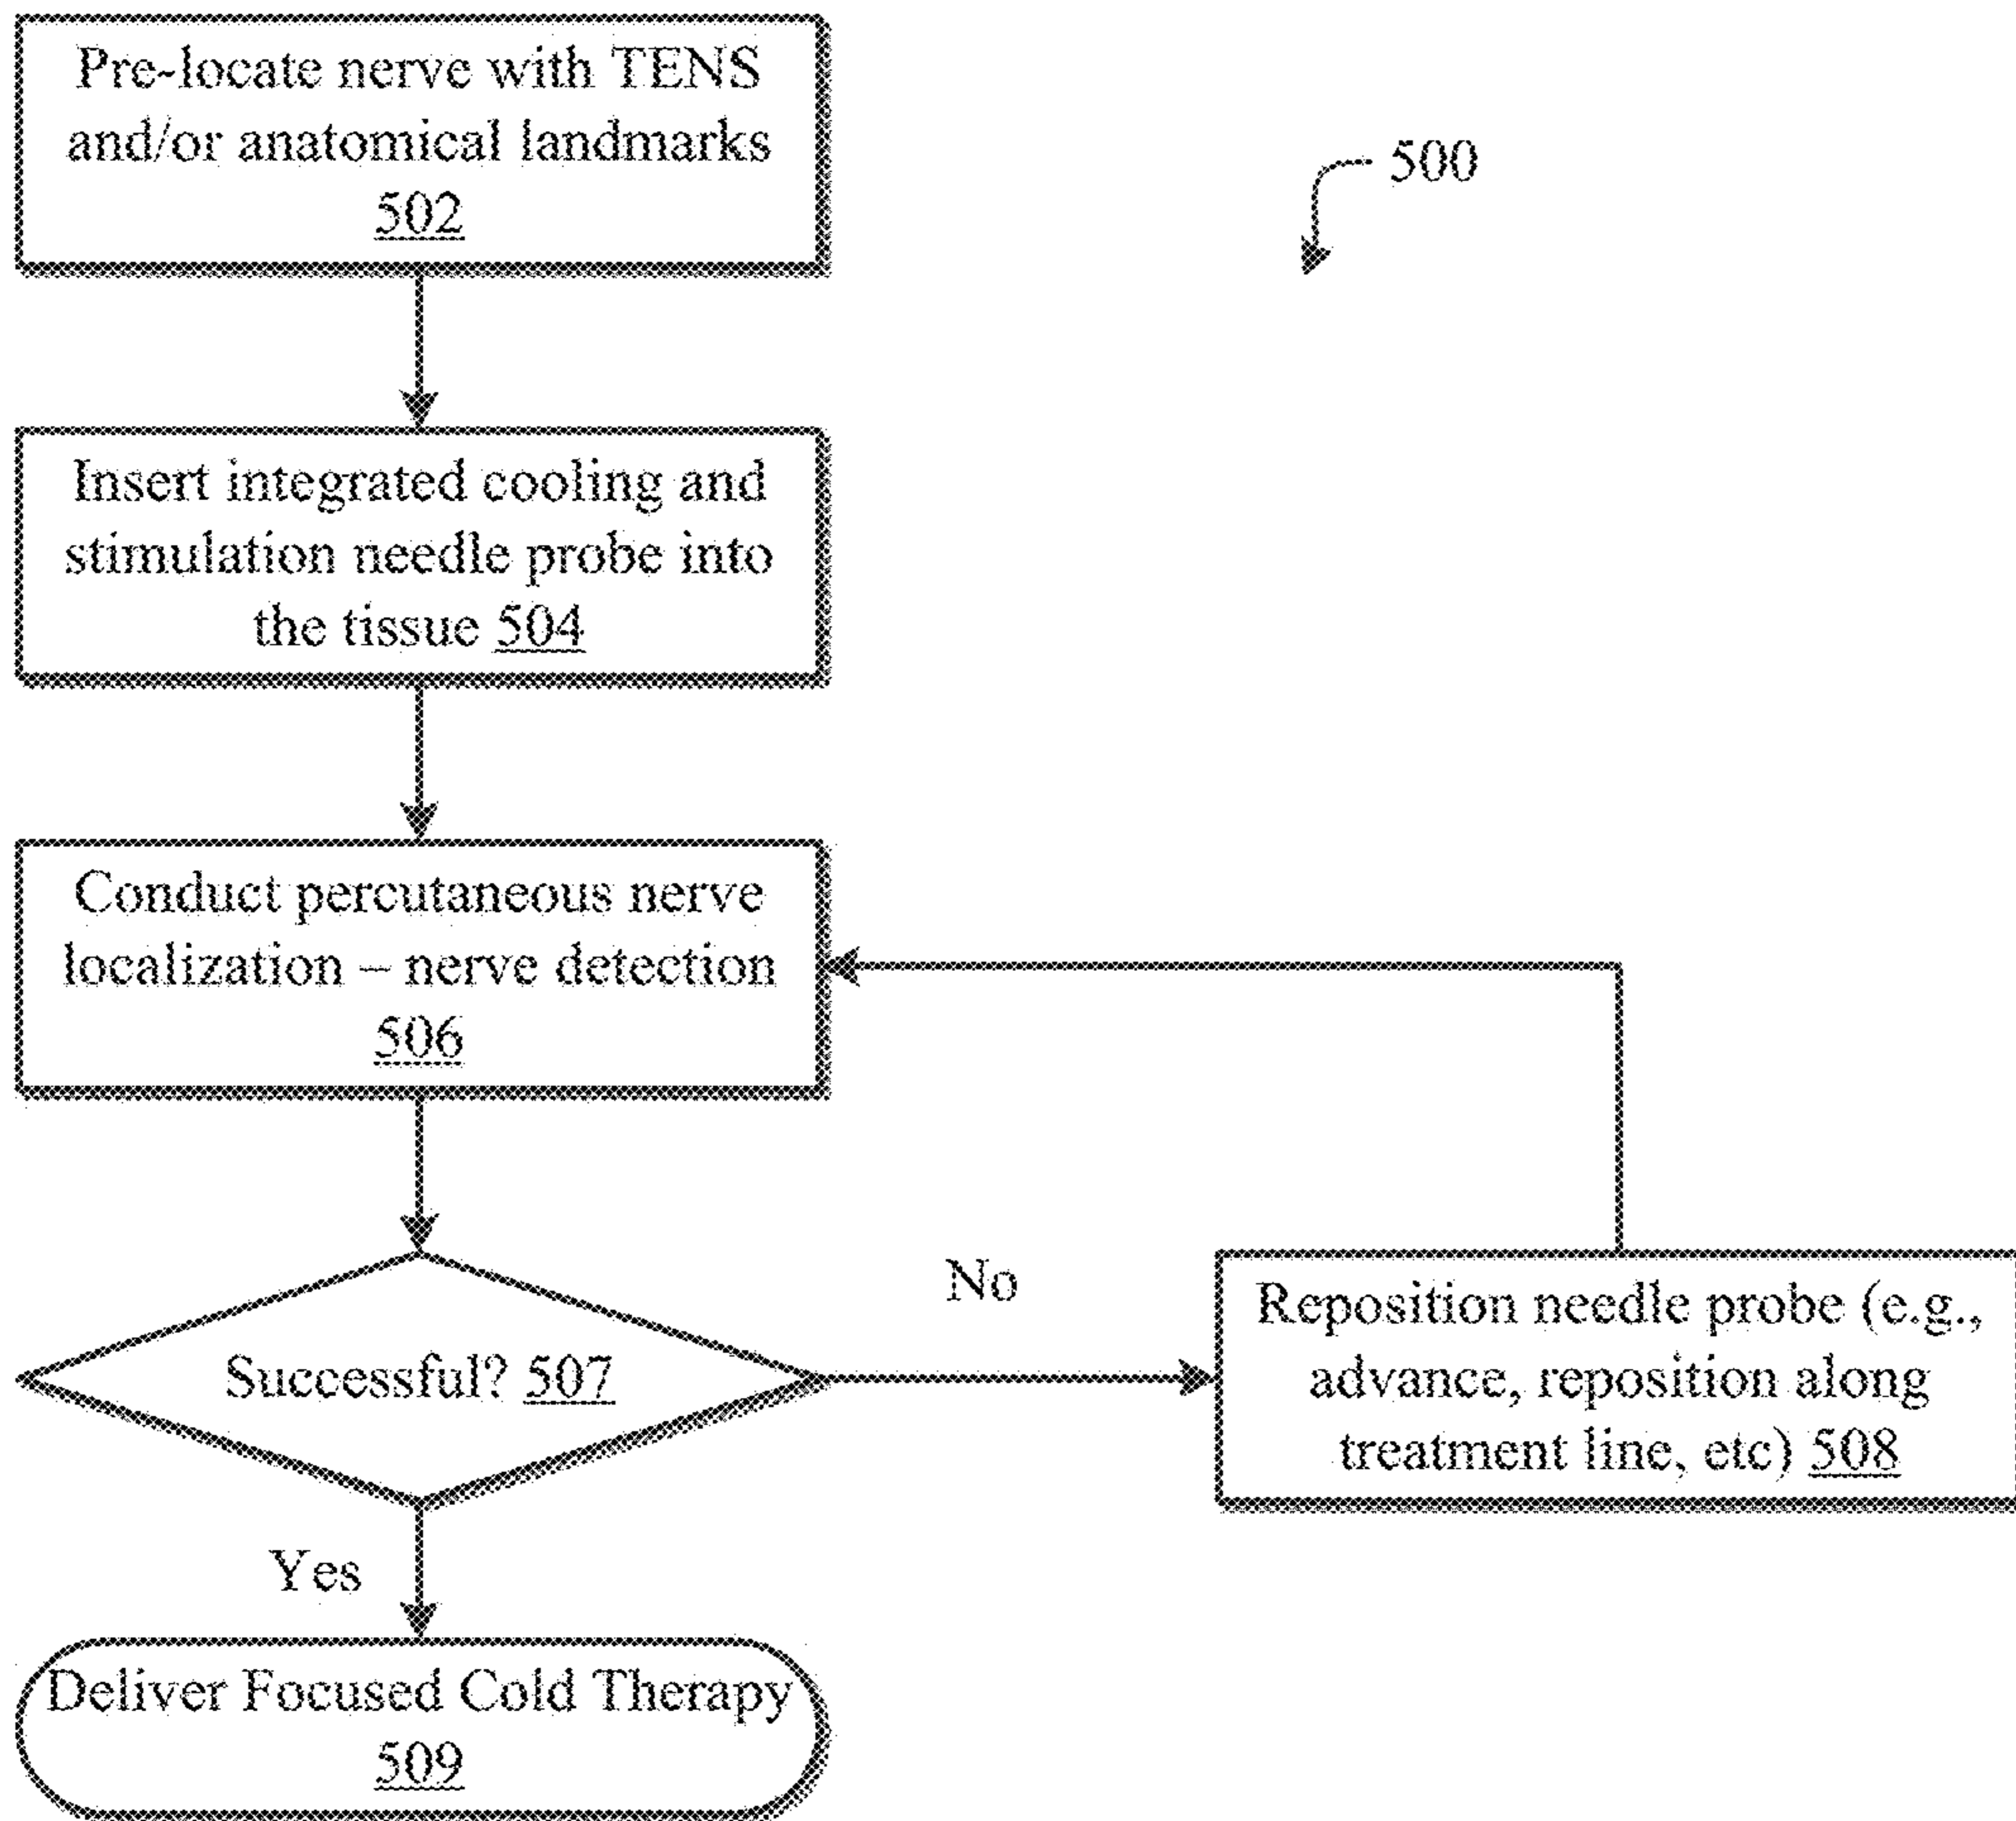 Pre-locate nerve with TENS
and/or anatomical landmarks
502
500
Insert integrated cooling and
stimulation needle probe into
the tissue 504
Conduct percutaneous nerve
localization – nerve detection
506
Successful? 507
No
Reposition needle probe (e.g.,
advance, reposition along
treatment line, etc) 508
Yes
Deliver Focused Cold Therapy
509